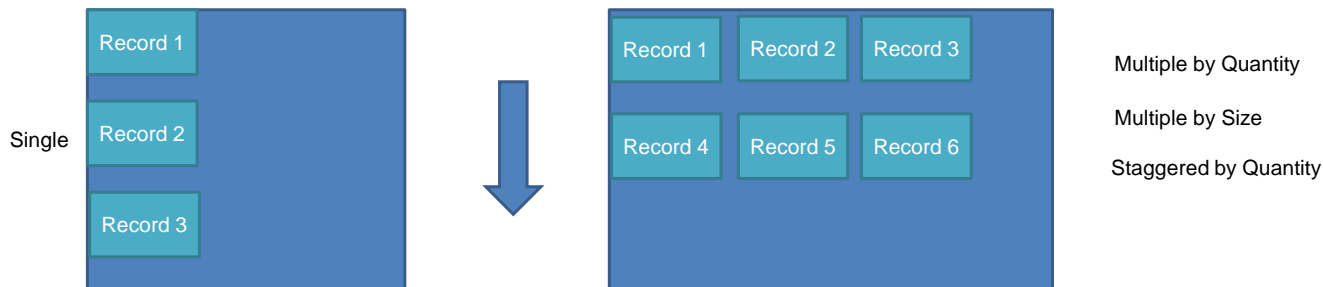 Single
Record 1
Record 2
Record 3
Record 1
Record 2
Record 3
Record 4
Record 5
Record 6
Multiple by Quantity
Multiple by Size
Staggered by Quantity